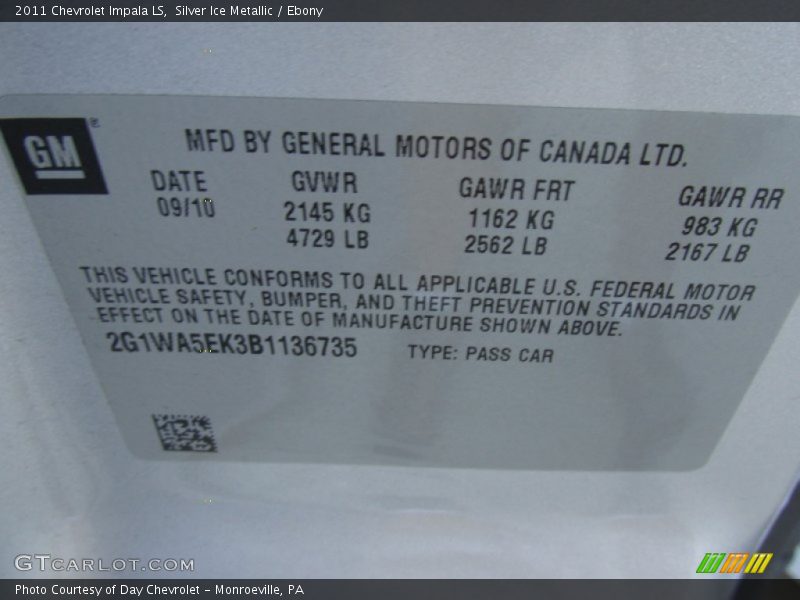 2011 Chevrolet Impala LS, Silver Ice Metallic / Ebony
GM®
MFD BY GENERAL MOTORS OF CANADA LTD.
DATE GVWR GAWR FRT GAWR RR
09/10 2145 KG 1162 KG 983 KG
4729 LB 2562 LB 2167 LB
THIS VEHICLE CONFORMS TO ALL APPLICABLE U.S. FEDERAL MOTOR
VEHICLE SAFETY, BUMPER, AND THEFT PREVENTION STANDARDS IN
EFFECT ON THE DATE OF MANUFACTURE SHOWN ABOVE.
2G1WA5EK3B1136735 TYPE: PASS CAR
GTCARLOT.COM
Photo Courtesy of Day Chevrolet - Monroeville, PA